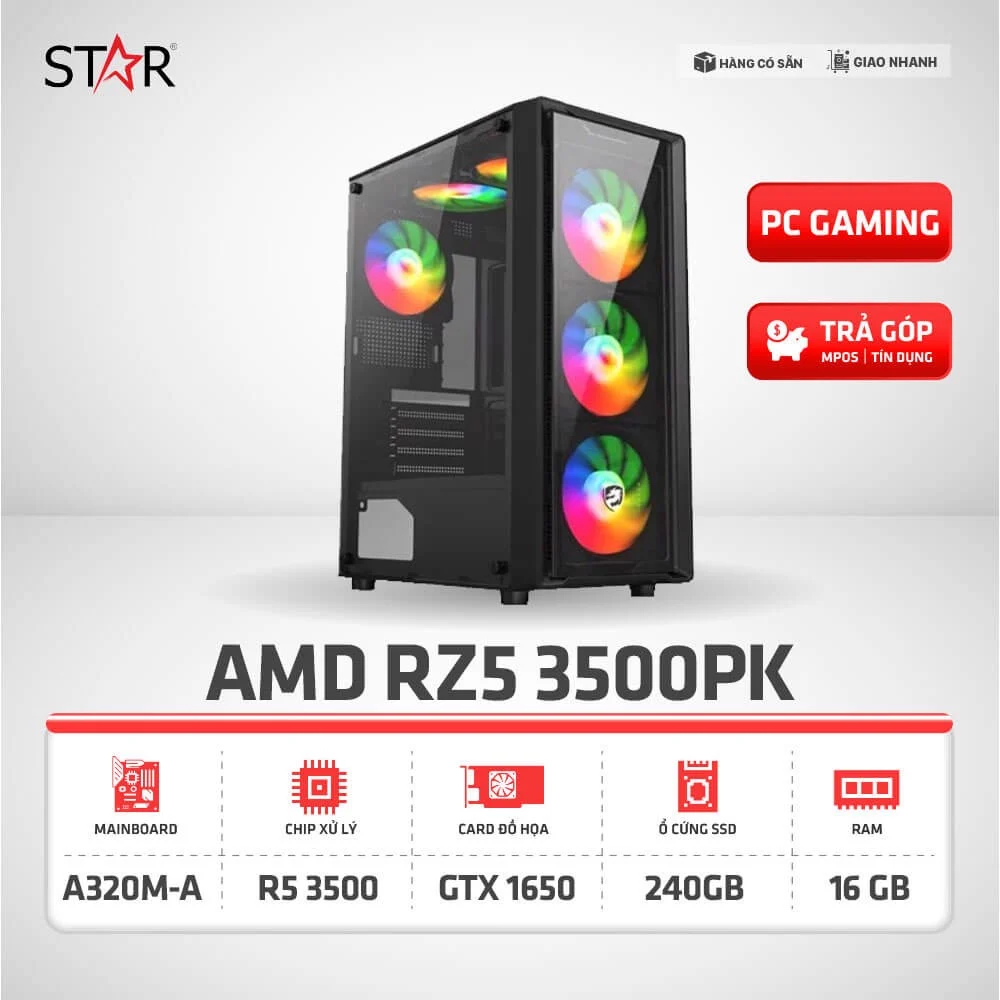 STAR®
HÀNG CÓ SẴN
GIAO NHANH
PC GAMING
$
TRẢ GÓP
MPOS | TÍN DỤNG
AMD RZ5 3500PK
MAINBOARD
CHIP XỬ LÝ
CARD ĐỒ HỌA
Ổ CỨNG SSD
RAM
A320M-A
R5 3500
GTX 1650
240GB
16 GB